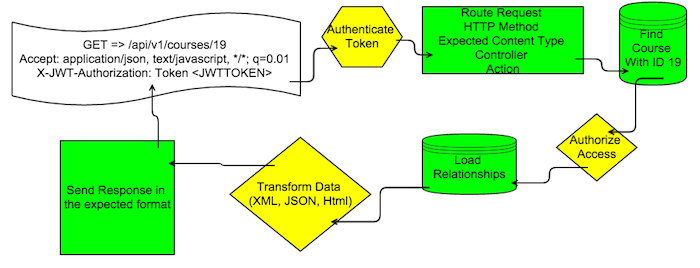 GET => /api/v1/courses/19
Accept: application/json, text/javascript, */*; q=0.01
X-JWT-Authorization: Token <JWTTOKEN>
Authenticate
Token
Route Request
HTTP Method
Expected Content Type
Controller
Action
Find
Course
With ID 19
Authorize
Access
Load
Relationships
Transform Data
(XML, JSON, Html)
Send Response in
the expected format